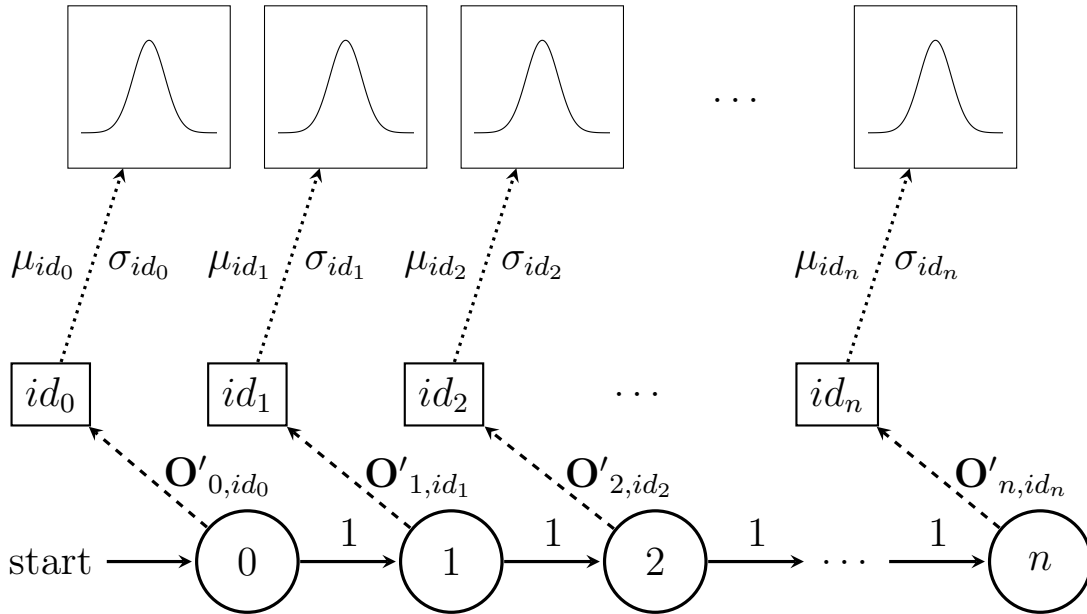 · · ·
μ_{id_0} σ_{id_0} μ_{id_1} σ_{id_1} μ_{id_2} σ_{id_2} μ_{id_n} σ_{id_n}
id_0 id_1 id_2 · · · id_n
O′_{0,id_0} O′_{1,id_1} O′_{2,id_2} O′_{n,id_n}
start 0 1 1 1 2 1 · · · 1 n